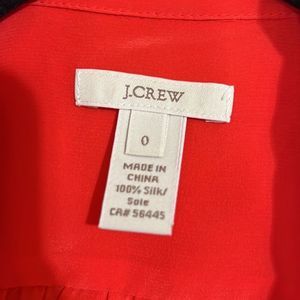 J.CREW
0
MADE IN
CHINA
100% Silk/
Soie
CA# 56445